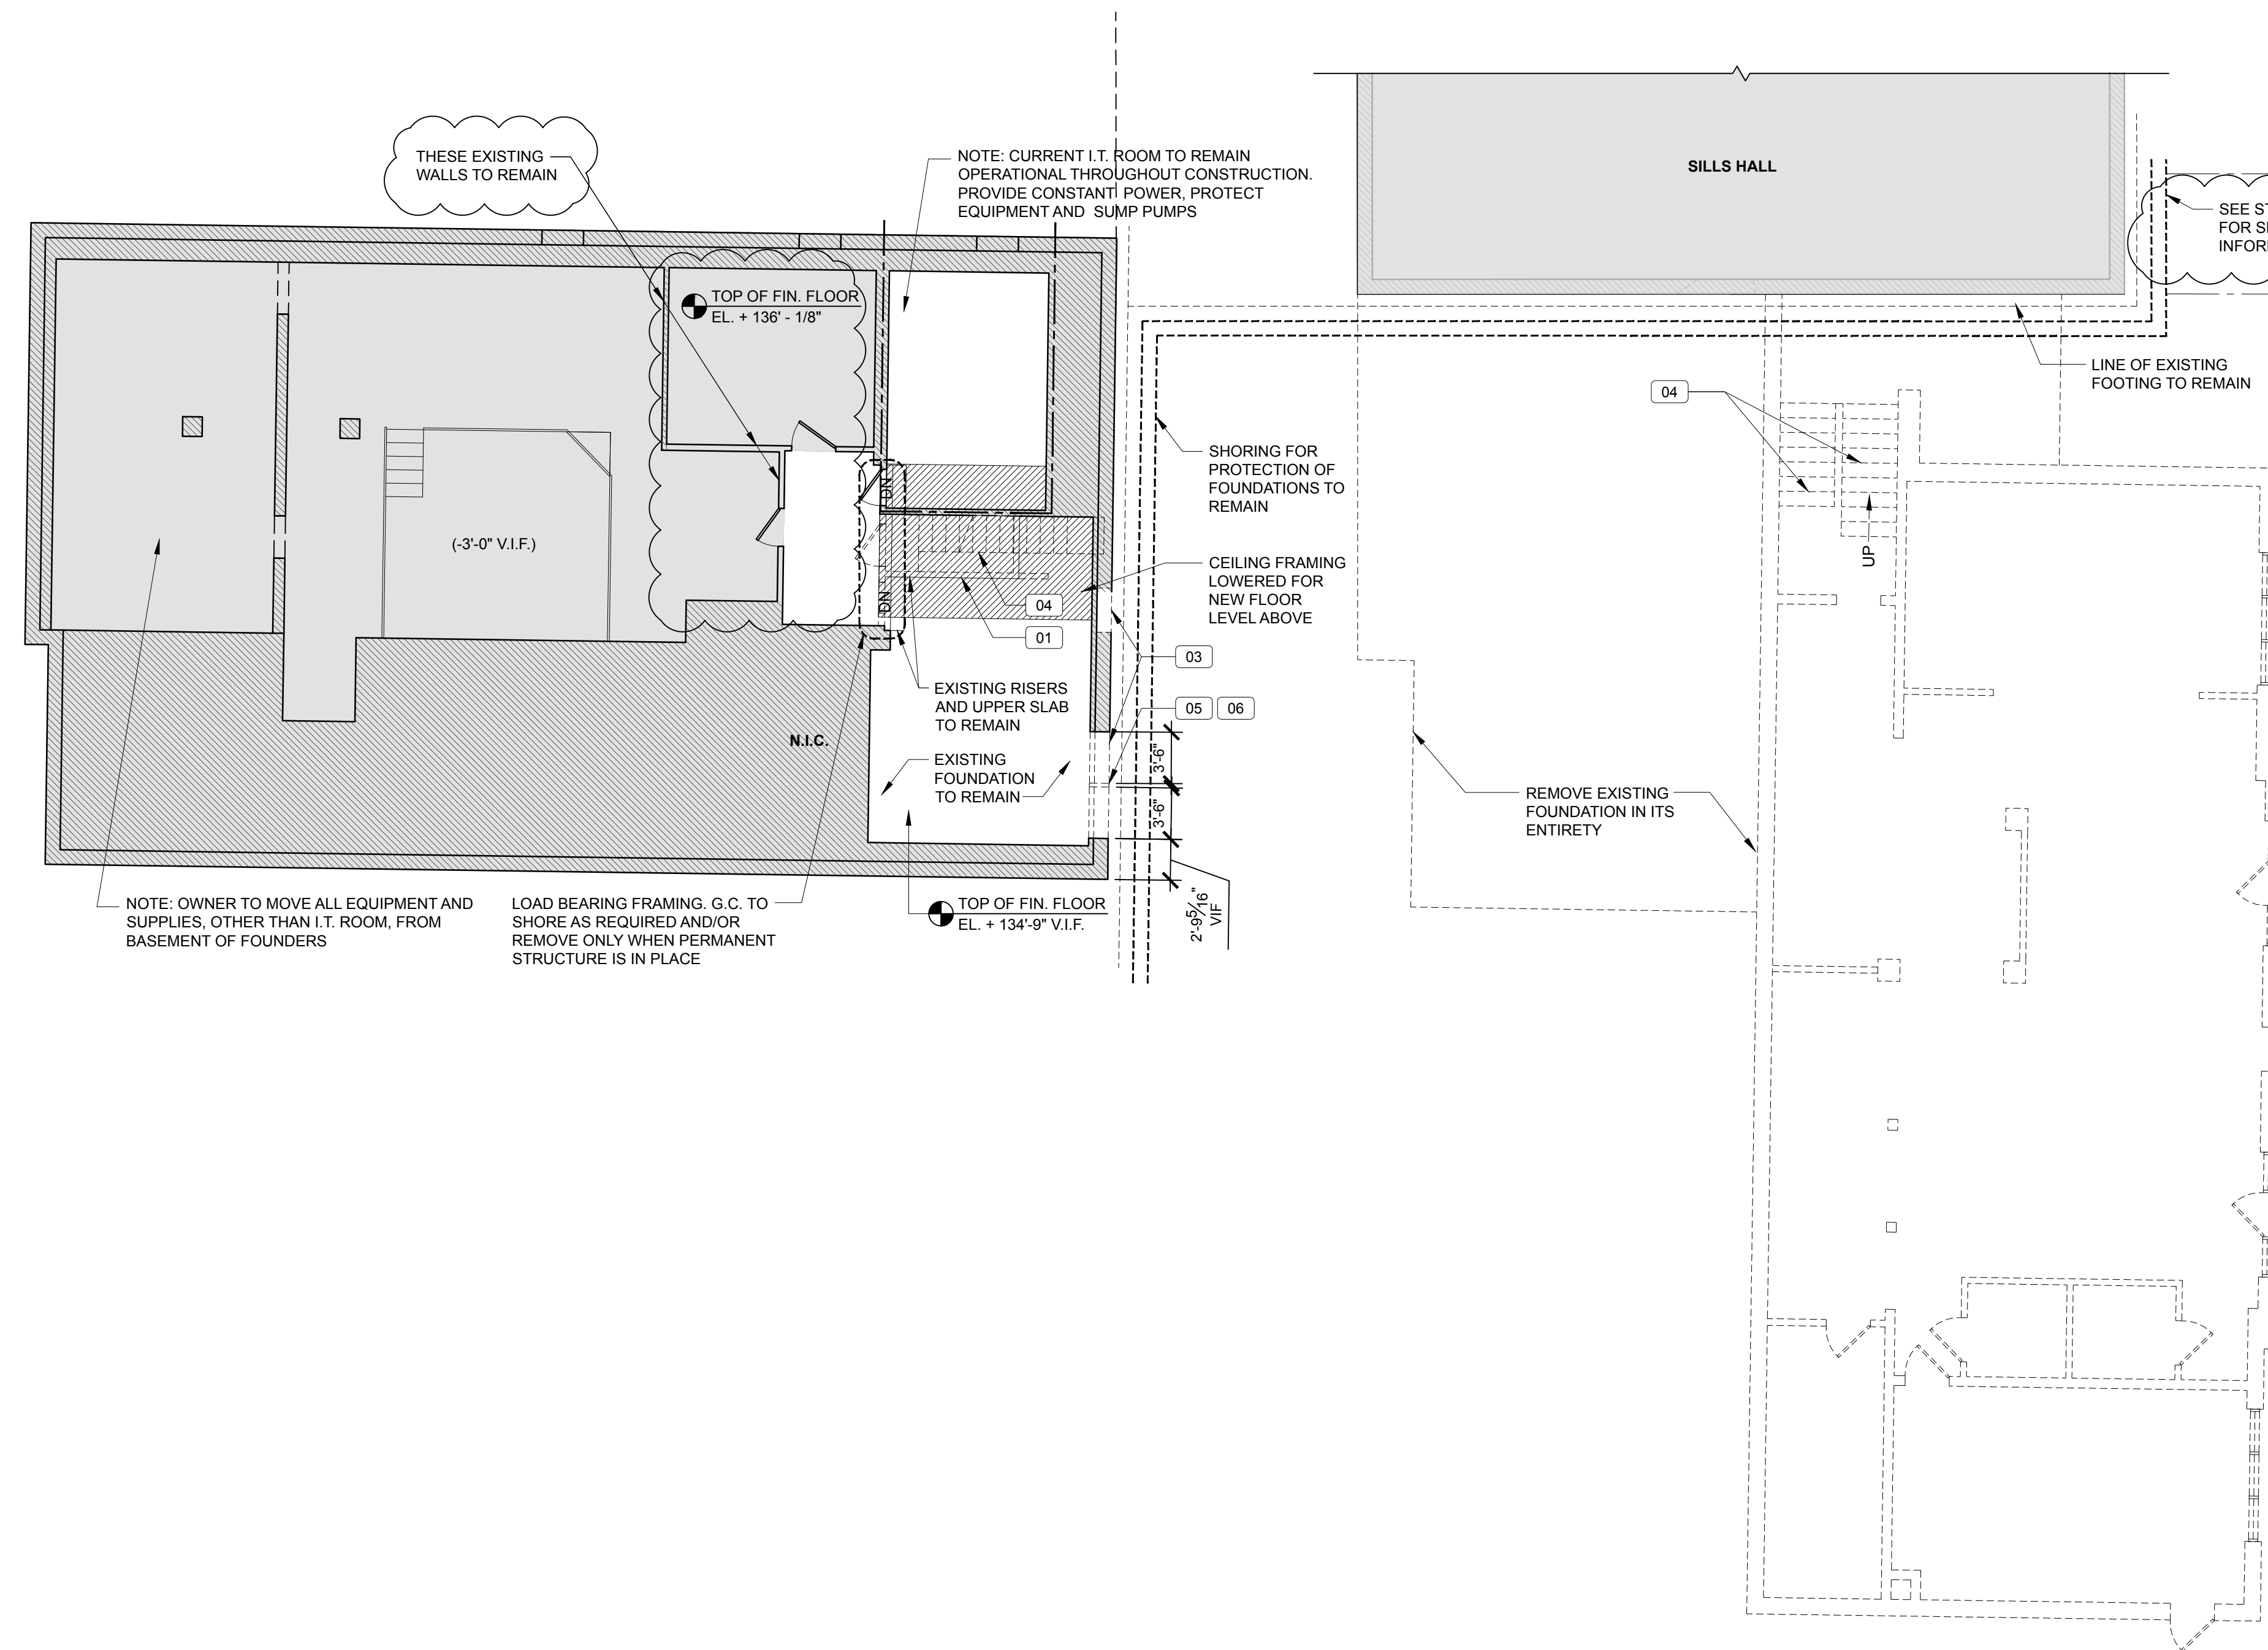 THESE EXISTING
WALLS TO REMAIN
NOTE: CURRENT I.T. ROOM TO REMAIN
OPERATIONAL THROUGHOUT CONSTRUCTION.
PROVIDE CONSTANT POWER, PROTECT
EQUIPMENT AND SUMP PUMPS
SILLS HALL
SEE ST
FOR S
INFOR
TOP OF FIN. FLOOR
EL. + 136' - 1/8"
LINE OF EXISTING
FOOTING TO REMAIN
04
SHORING FOR
PROTECTION OF
FOUNDATIONS TO
REMAIN
DN
UP
(-3'-0" V.I.F.)
CEILING FRAMING
LOWERED FOR
NEW FLOOR
LEVEL ABOVE
DN
04
01
03
EXISTING RISERS
AND UPPER SLAB
TO REMAIN
05 06
N.I.C.
3'-6"
EXISTING
FOUNDATION
TO REMAIN
3'-6"
REMOVE EXISTING
FOUNDATION IN ITS
ENTIRETY
NOTE: OWNER TO MOVE ALL EQUIPMENT AND
SUPPLIES, OTHER THAN I.T. ROOM, FROM
BASEMENT OF FOUNDERS
LOAD BEARING FRAMING. G.C. TO
SHORE AS REQUIRED AND/OR
REMOVE ONLY WHEN PERMANENT
STRUCTURE IS IN PLACE
TOP OF FIN. FLOOR
EL. + 134'-9" V.I.F.
2'-9 5/16"
VIF